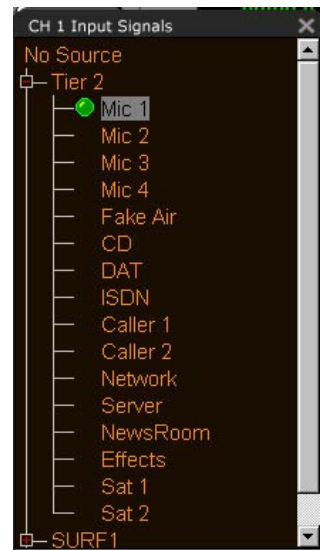 CH 1 Input Signals
No Source
Tier 2
Mic 1
Mic 2
Mic 3
Mic 4
Fake Air
CD
DAT
ISDN
Caller 1
Caller 2
Network
Server
NewsRoom
Effects
Sat 1
Sat 2
SURF1